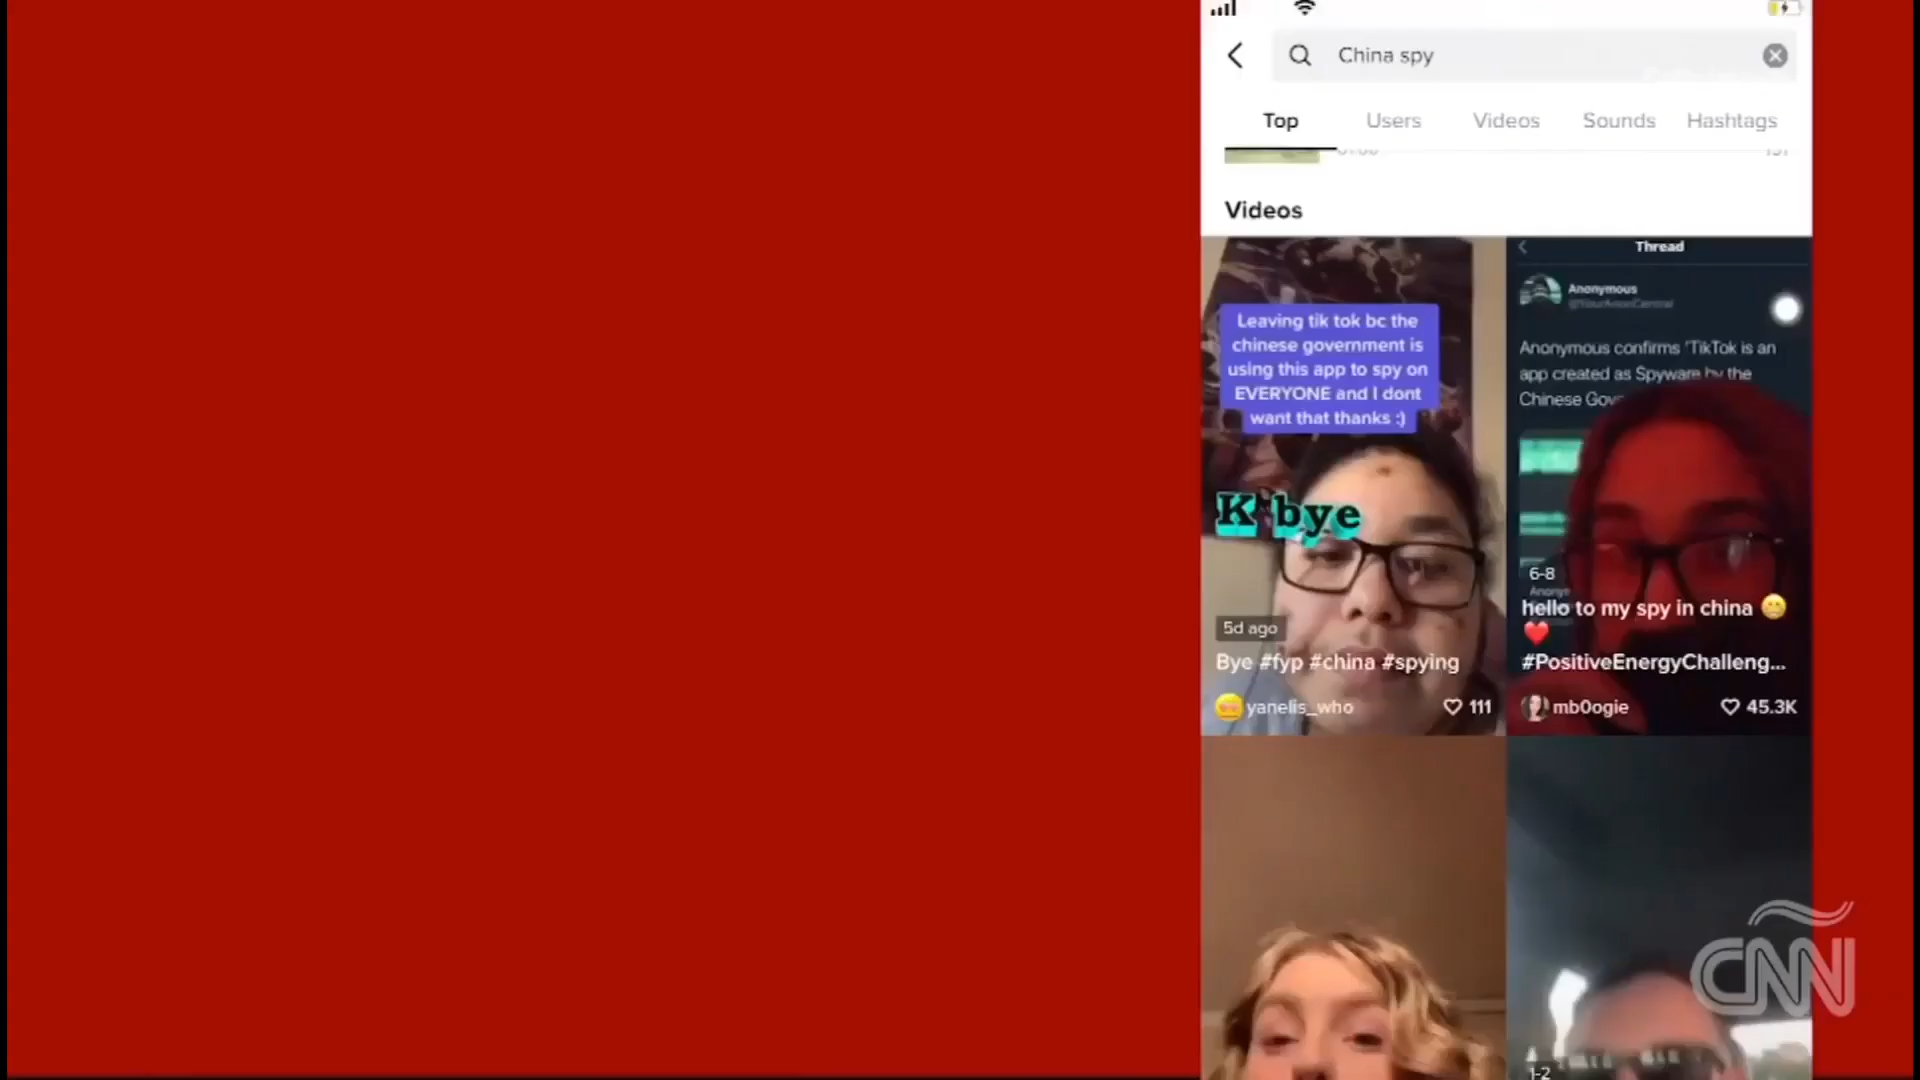 China spy
Top Users Videos Sounds Hashtags
Videos
Leaving tik tok bc the
chinese government is
using this app to spy on
EVERYONE and I dont
want that thanks :)
K bye
5d ago
Bye #fyp #china #spying
yanelis_who 111
Thread
Anonymous
Anonymous confirms 'TikTok is an
app created as Spyware by the
Chinese Gov
6-8
hello to my spy in china 😬
❤️
#PositiveEnergyChalleng...
mb0ogie 45.3K
1-2
CNN